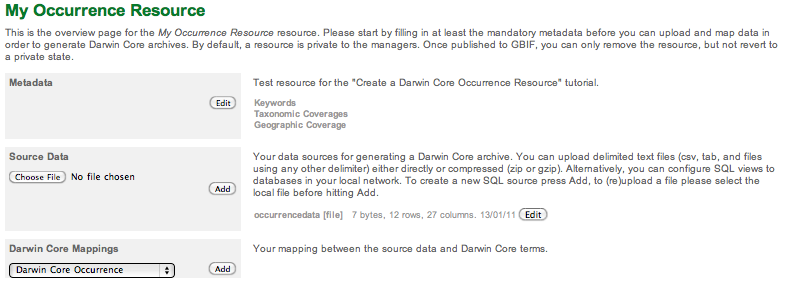 My Occurrence Resource
This is the overview page for the My Occurrence Resource resource. Please start by filling in at least the mandatory metadata before you can upload and map data in
order to generate Darwin Core archives. By default, a resource is private to the managers. Once published to GBIF, you can only remove the resource, but not revert to
a private state.
Metadata
Edit
Test resource for the "Create a Darwin Core Occurrence Resource" tutorial.
Keywords
Taxonomic Coverages
Geographic Coverage
Source Data
Choose File No file chosen
Add
Your data sources for generating a Darwin Core archive. You can upload delimited text files (csv, tab, and files
using any other delimiter) either directly or compressed (zip or gzip). Alternatively, you can configure SQL views to
databases in your local network. To create a new SQL source press Add, to (re)upload a file please select the
local file before hitting Add.
occurrencedata [file] 7 bytes, 12 rows, 27 columns. 13/01/11 Edit
Darwin Core Mappings
Darwin Core Occurrence
Add
Your mapping between the source data and Darwin Core terms.